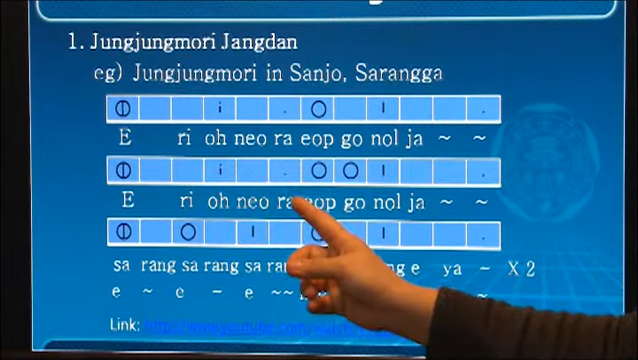 1. Jungjungmori Jangdan
eg) Jungjungmori in Sanjo, Sarangga
E ri oh neo ra eop go nol ja ~ ~
E ri oh neo ra eop go nol ja ~ ~
sa rang sa rang sa e ya ~ X 2
e ~ e ~ e ~~ ~
Link: